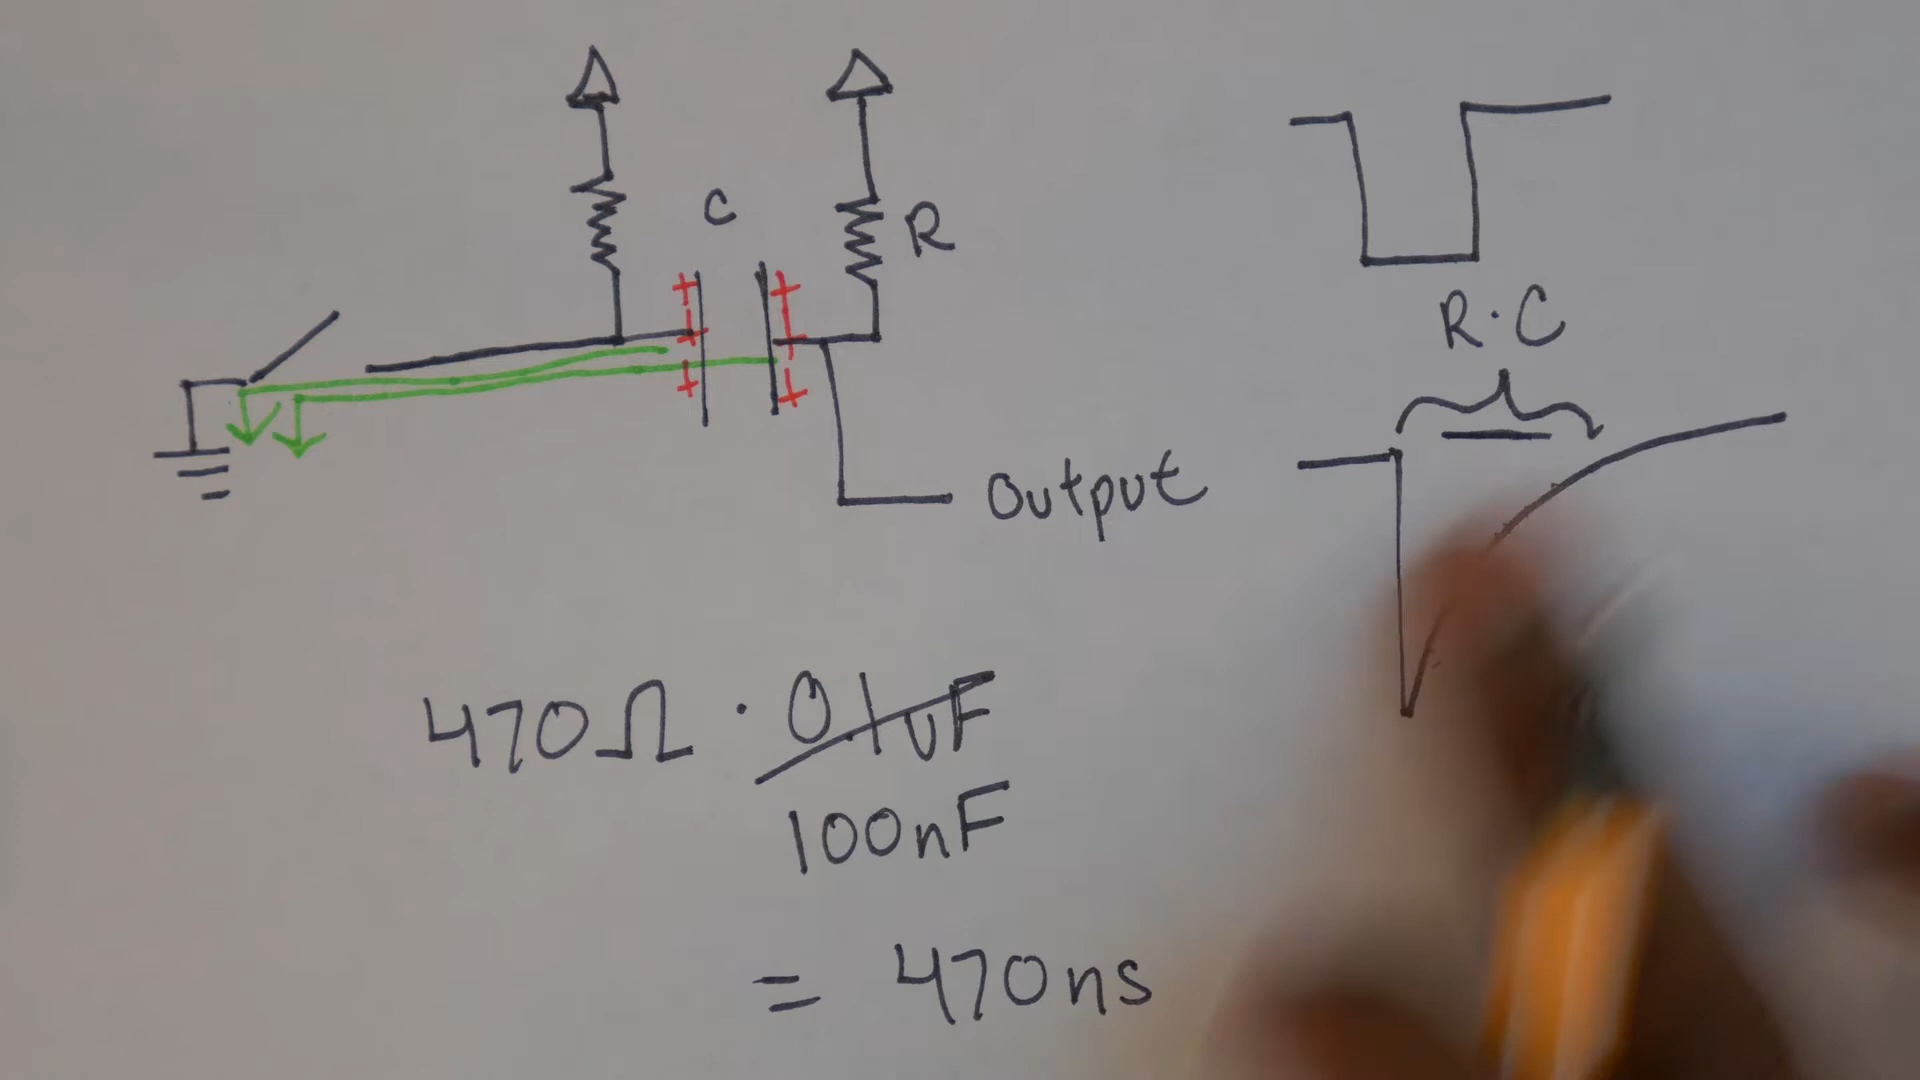 C
R
Output
R·C
470Ω · 0.1uF
100nF
= 470ns